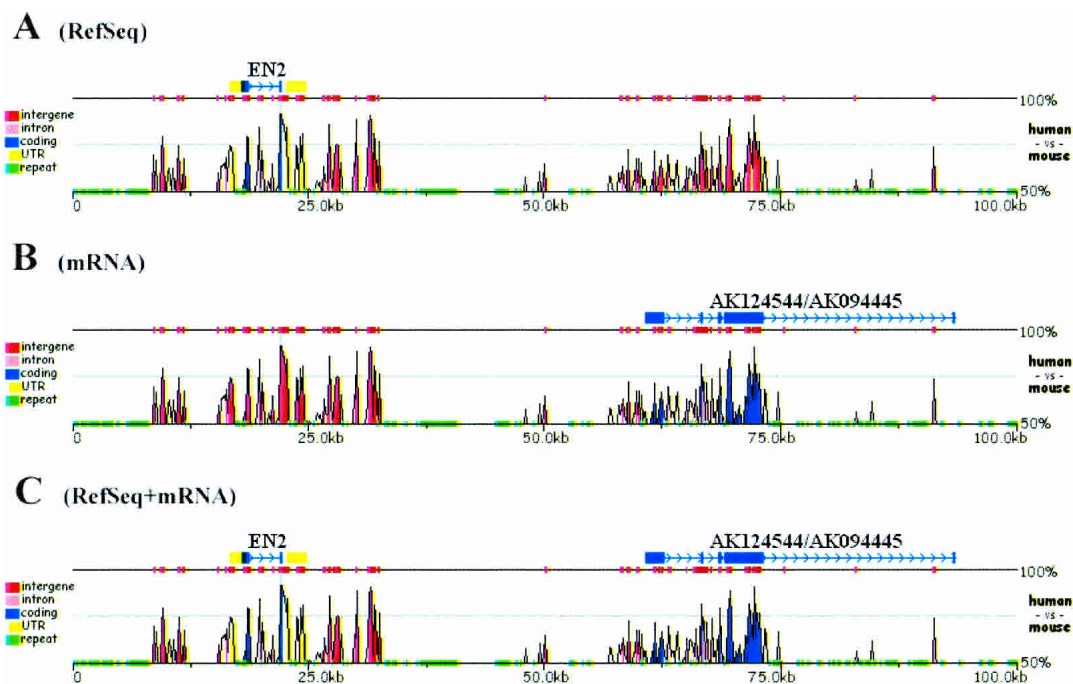 A (RefSeq)
EN2
100%
intergene
intron
coding
UTR
repeat
human
- vs -
mouse
50%
0 25.0kb 50.0kb 75.0kb 100.0kb
B (mRNA)
AK124544/AK094445
100%
intergene
intron
coding
UTR
repeat
human
- vs -
mouse
50%
0 25.0kb 50.0kb 75.0kb 100.0kb
C (RefSeq+mRNA)
EN2 AK124544/AK094445
100%
intergene
intron
coding
UTR
repeat
human
- vs -
mouse
50%
0 25.0kb 50.0kb 75.0kb 100.0kb